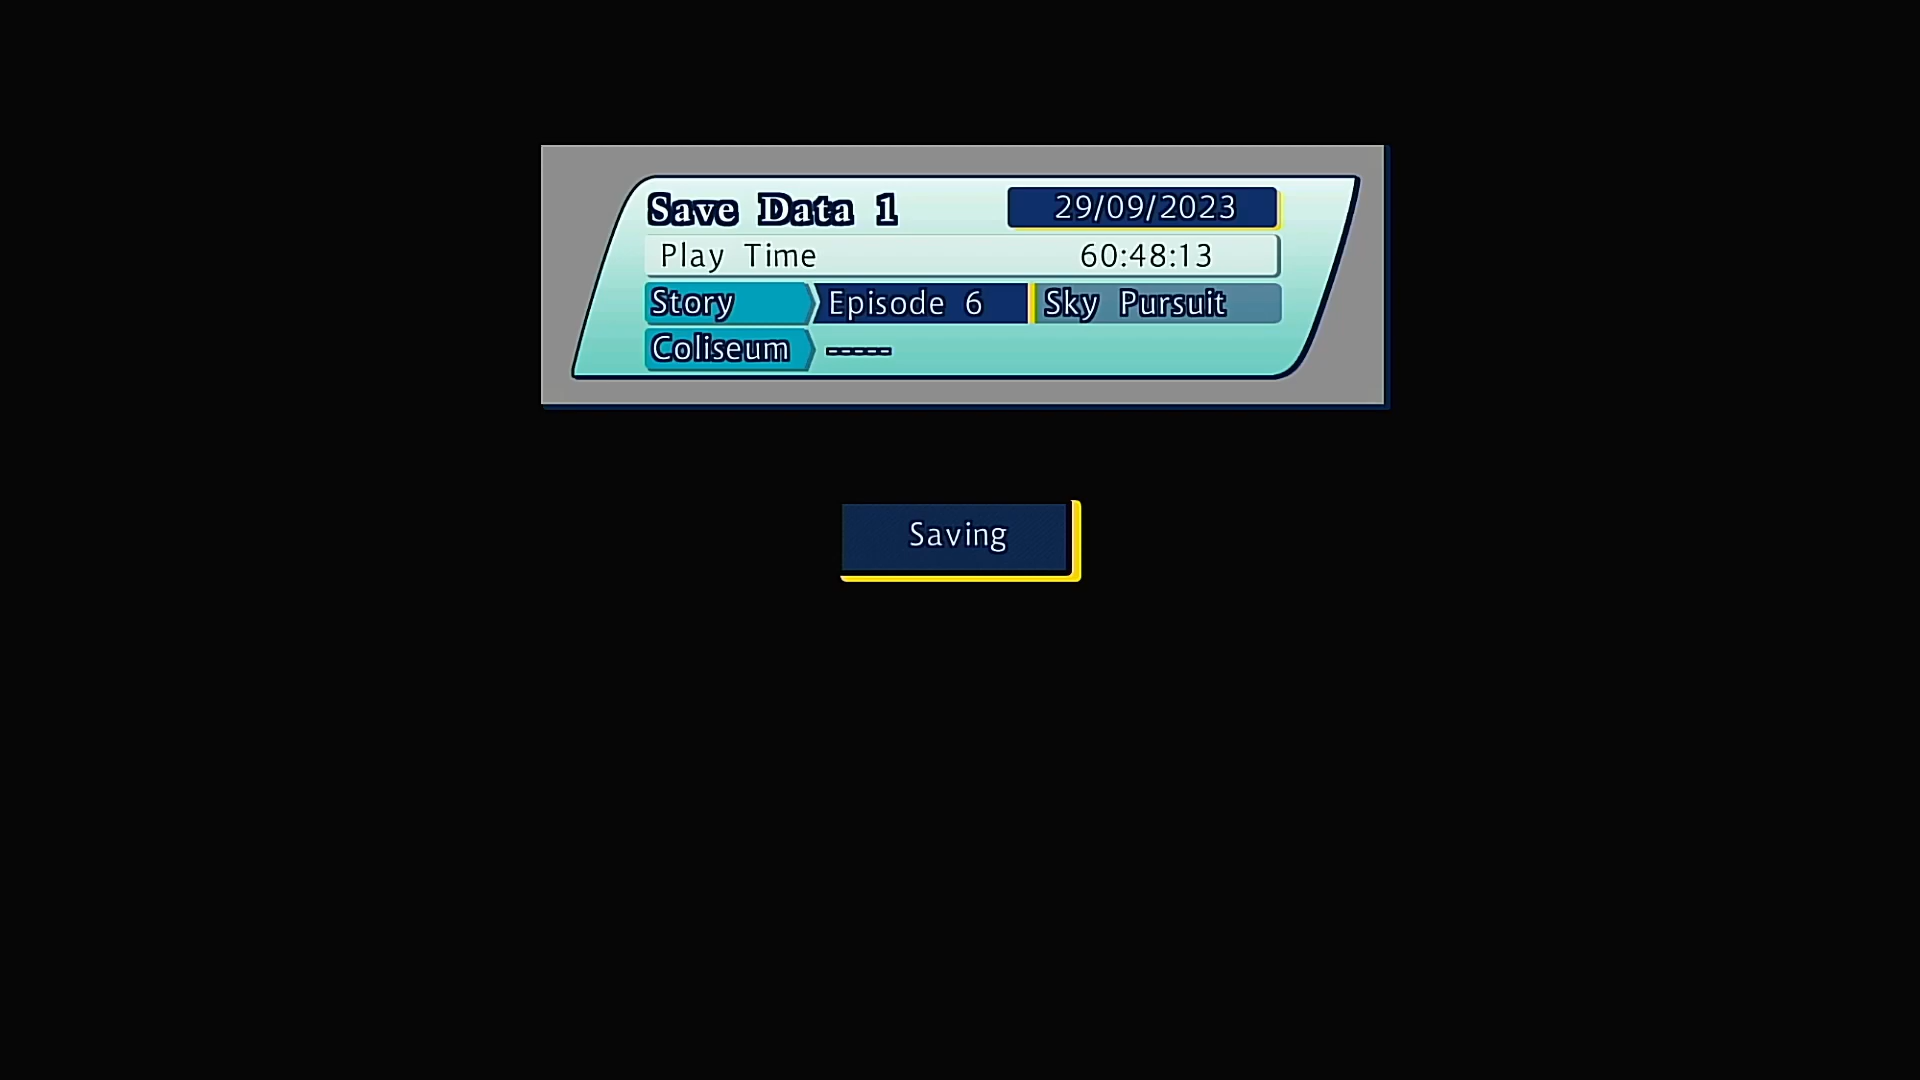 Save Data 1 29/09/2023
Play Time 60:48:13
Story Episode 6 Sky Pursuit
Coliseum -----
Saving